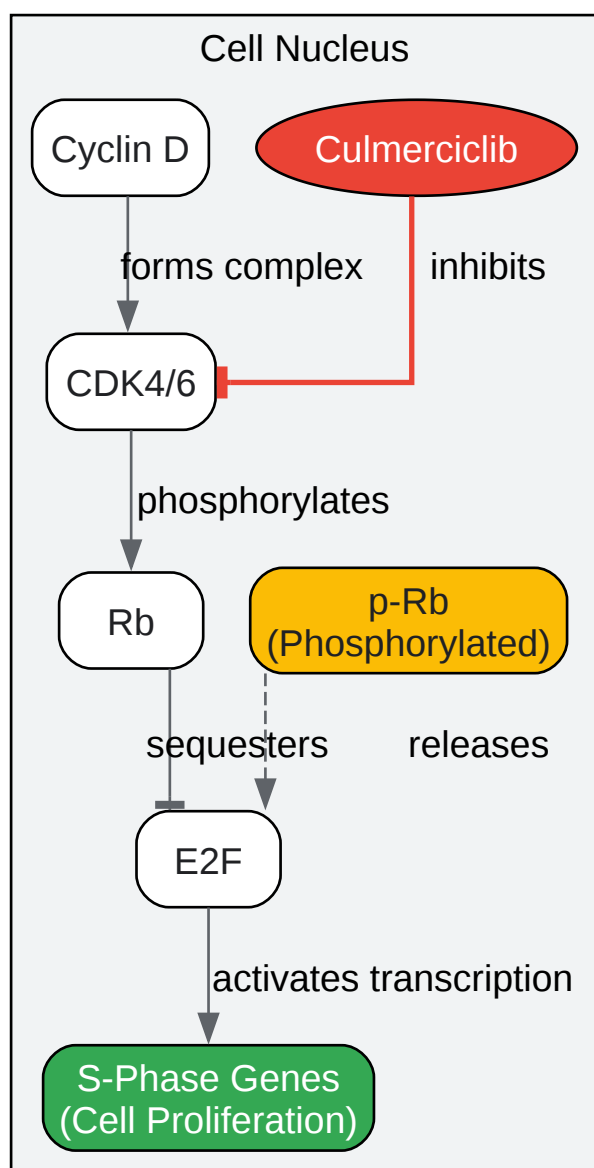 Cell Nucleus
Cyclin D
Culmerciclib
forms complex
inhibits
CDK4/6
phosphorylates
Rb
p-Rb
(Phosphorylated)
sequesters
releases
E2F
activates transcription
S-Phase Genes
(Cell Proliferation)